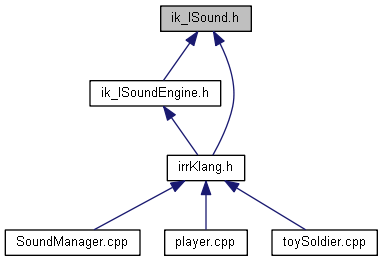 ik_ISound.h
ik_ISoundEngine.h
irrKlang.h
SoundManager.cpp
player.cpp
toySoldier.cpp